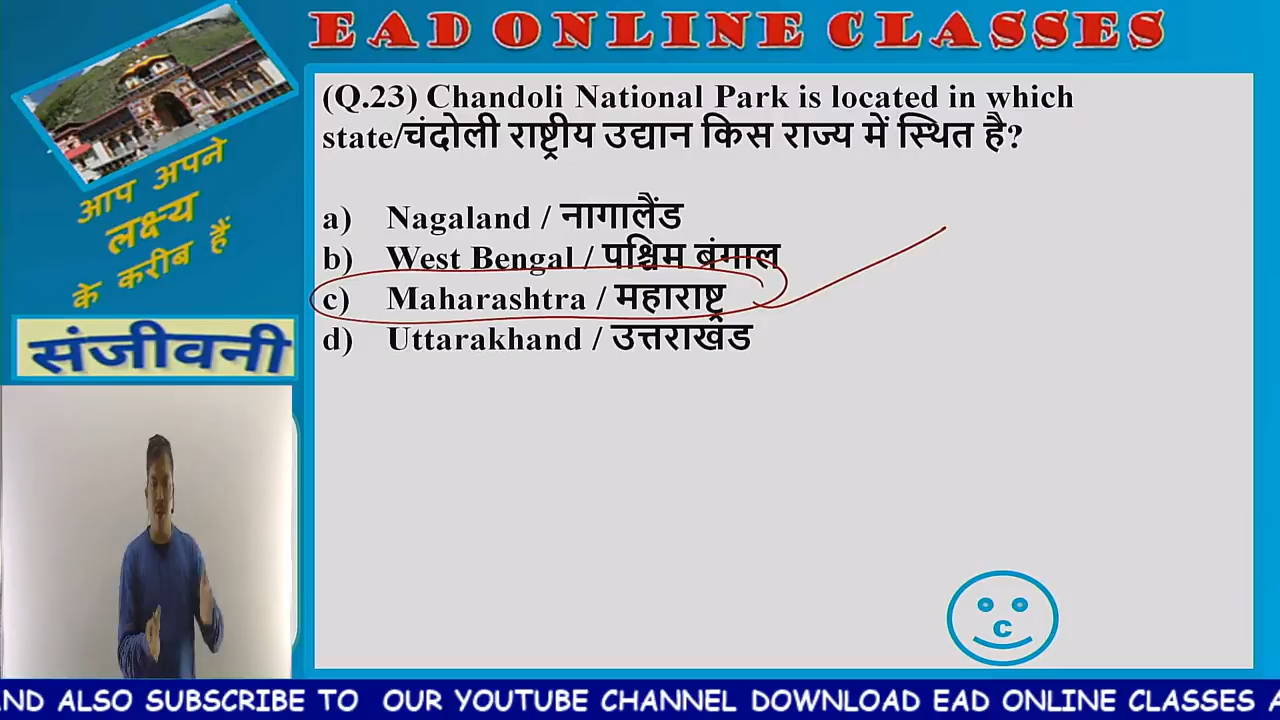 EAD ONLINE CLASSES
आप अपने
लक्ष्य
के करीब हैं
संजीवनी
(Q.23) Chandoli National Park is located in which
state/चंदोली राष्ट्रीय उद्यान किस राज्य में स्थित है?
a) Nagaland / नागालैंड
b) West Bengal / पश्चिम बंगाल
c) Maharashtra / महाराष्ट्र
d) Uttarakhand / उत्तराखंड
C
ND ALSO SUBSCRIBE TO OUR YOUTUBE CHANNEL DOWNLOAD EAD ONLINE CLASSES A